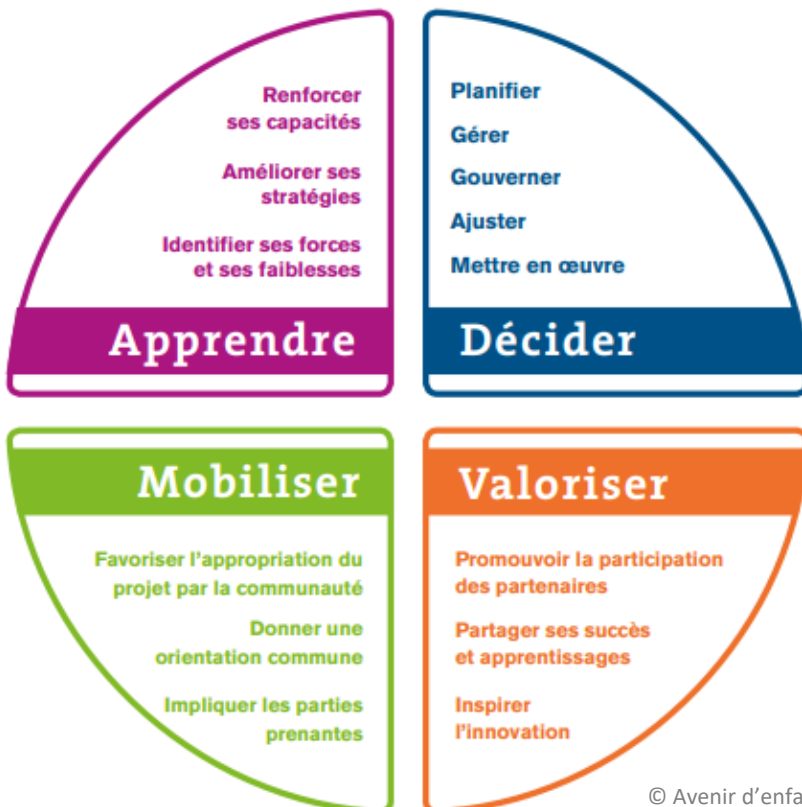 Renforcer
ses capacités
Améliorer ses
stratégies
Identifier ses forces
et ses faiblesses
Apprendre
Planifier
Gérer
Gouverner
Ajuster
Mettre en œuvre
Décider
Mobiliser
Favoriser l'appropriation du
projet par la communauté
Donner une
orientation commune
Impliquer les parties
prenantes
Valoriser
Promouvoir la participation
des partenaires
Partager ses succès
et apprentissages
Inspirer
l'innovation
© Avenir d'enfa